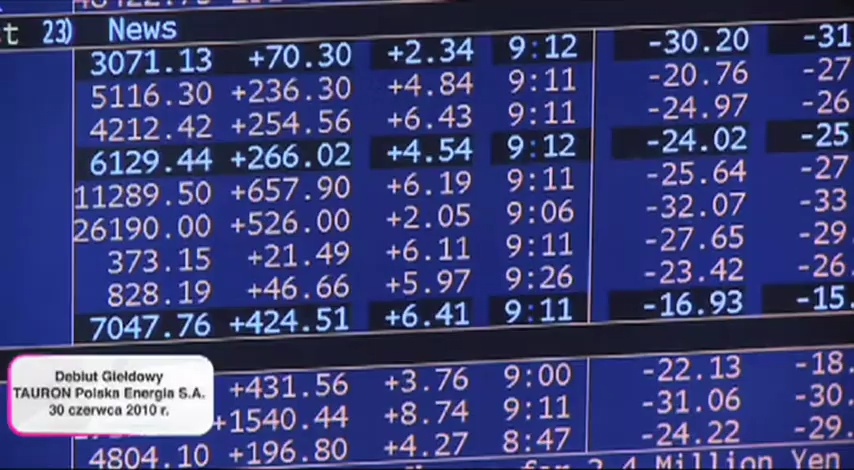 t 23) News
3071.13 +70.30 +2.34 9:12 -30.20 -31
5116.30 +236.30 +4.84 9:11 -20.76 -27
4212.42 +254.56 +6.43 9:11 -24.97 -26
6129.44 +266.02 +4.54 9:12 -24.02 -25
11289.50 +657.90 +6.19 9:11 -25.64 -27
26190.00 +526.00 +2.05 9:06 -32.07 -33
373.15 +21.49 +6.11 9:11 -27.65 -29.
828.19 +46.66 +5.97 9:26 -23.42 -26.
7047.76 +424.51 +6.41 9:11 -16.93 -15.
+431.56 +3.76 9:00 -22.13 -18.
+1540.44 +8.74 9:11 -31.06 -30.
4804.10 +196.80 +4.27 8:47 -24.22 -29.
for 2.4 Million Yen
Debiut Giełdowy
TAURON Polska Energia S.A.
30 czerwca 2010 r.